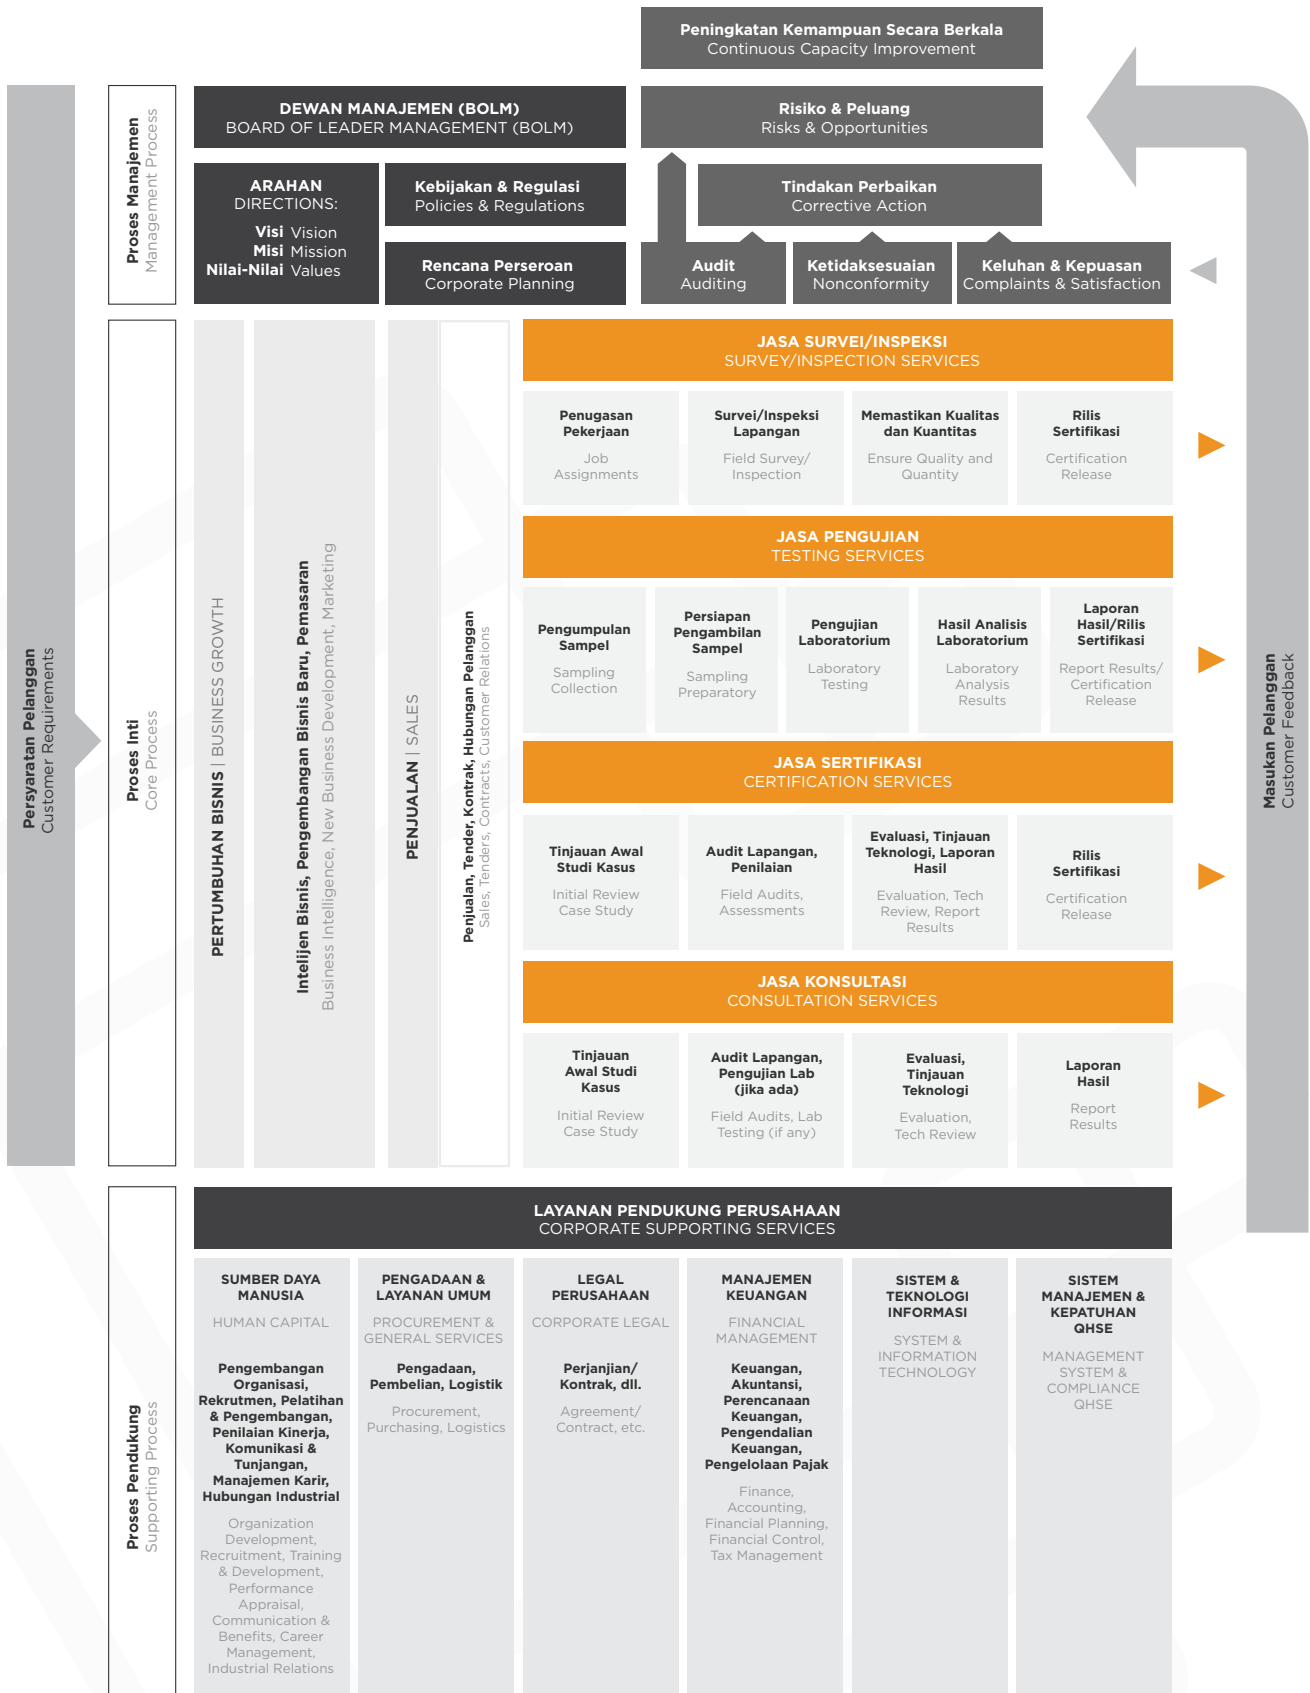 Peningkatan Kemampuan Secara Berkala
Continuous Capacity Improvement
Persyaratan Pelanggan
Customer Requirements
Proses Manajemen
Management Process
DEWAN MANAJEMEN (BOLM)
BOARD OF LEADER MANAGEMENT (BOLM)
Risiko & Peluang
Risks & Opportunities
ARAHAN
DIRECTIONS:
Visi Vision
Misi Mission
Nilai-Nilai Values
Kebijakan & Regulasi
Policies & Regulations
Rencana Perseroan
Corporate Planning
Tindakan Perbaikan
Corrective Action
Audit
Auditing
Ketidaksesuaian
Nonconformity
Keluhan & Kepuasan
Complaints & Satisfaction
Proses Inti
Core Process
PERTUMBUHAN BISNIS | BUSINESS GROWTH
Intelijen Bisnis, Pengembangan Bisnis Baru, Pemasaran
Business Intelligence, New Business Development, Marketing
PENJUALAN | SALES
Penjualan, Tender, Kontrak, Hubungan Pelanggan
Sales, Tenders, Contracts, Customer Relations
JASA SURVEI/INSPEKSI
SURVEY/INSPECTION SERVICES
Penugasan
Pekerjaan
Job
Assignments
Survei/Inspeksi
Lapangan
Field Survey/
Inspection
Memastikan Kualitas
dan Kuantitas
Ensure Quality and
Quantity
Rilis
Sertifikasi
Certification
Release
JASA PENGUJIAN
TESTING SERVICES
Pengumpulan
Sampel
Sampling
Collection
Persiapan
Pengambilan
Sampel
Sampling
Preparatory
Pengujian
Laboratorium
Laboratory
Testing
Hasil Analisis
Laboratorium
Laboratory
Analysis
Results
Laporan
Hasil/Rilis
Sertifikasi
Report Results/
Certification
Release
JASA SERTIFIKASI
CERTIFICATION SERVICES
Tinjauan Awal
Studi Kasus
Initial Review
Case Study
Audit Lapangan,
Penilaian
Field Audits,
Assessments
Evaluasi, Tinjauan
Teknologi, Laporan
Hasil
Evaluation, Tech
Review, Report
Results
Rilis
Sertifikasi
Certification
Release
JASA KONSULTASI
CONSULTATION SERVICES
Tinjauan
Awal Studi
Kasus
Initial Review
Case Study
Audit Lapangan,
Pengujian Lab
(jika ada)
Field Audits, Lab
Testing (if any)
Evaluasi,
Tinjauan
Teknologi
Evaluation,
Tech Review
Laporan
Hasil
Report
Results
Masukan Pelanggan
Customer Feedback
Proses Pendukung
Supporting Process
LAYANAN PENDUKUNG PERUSAHAAN
CORPORATE SUPPORTING SERVICES
SUMBER DAYA
MANUSIA
HUMAN CAPITAL
Pengembangan
Organisasi,
Rekrutmen, Pelatihan
& Pengembangan,
Penilaian Kinerja,
Komunikasi &
Tunjangan,
Manajemen Karir,
Hubungan Industrial
Organization
Development,
Recruitment, Training
& Development,
Performance
Appraisal,
Communication &
Benefits, Career
Management,
Industrial Relations
PENGADAAN &
LAYANAN UMUM
PROCUREMENT &
GENERAL SERVICES
Pengadaan,
Pembelian, Logistik
Procurement,
Purchasing, Logistics
LEGAL
PERUSAHAAN
CORPORATE LEGAL
Perjanjian/
Kontrak, dll.
Agreement/
Contract, etc.
MANAJEMEN
KEUANGAN
FINANCIAL
MANAGEMENT
Keuangan,
Akuntansi,
Perencanaan
Keuangan,
Pengendalian
Keuangan,
Pengelolaan Pajak
Finance,
Accounting,
Financial Planning,
Financial Control,
Tax Management
SISTEM &
TEKNOLOGI
INFORMASI
SYSTEM &
INFORMATION
TECHNOLOGY
SISTEM
MANAJEMEN &
KEPATUHAN
QHSE
MANAGEMENT
SYSTEM &
COMPLIANCE
QHSE